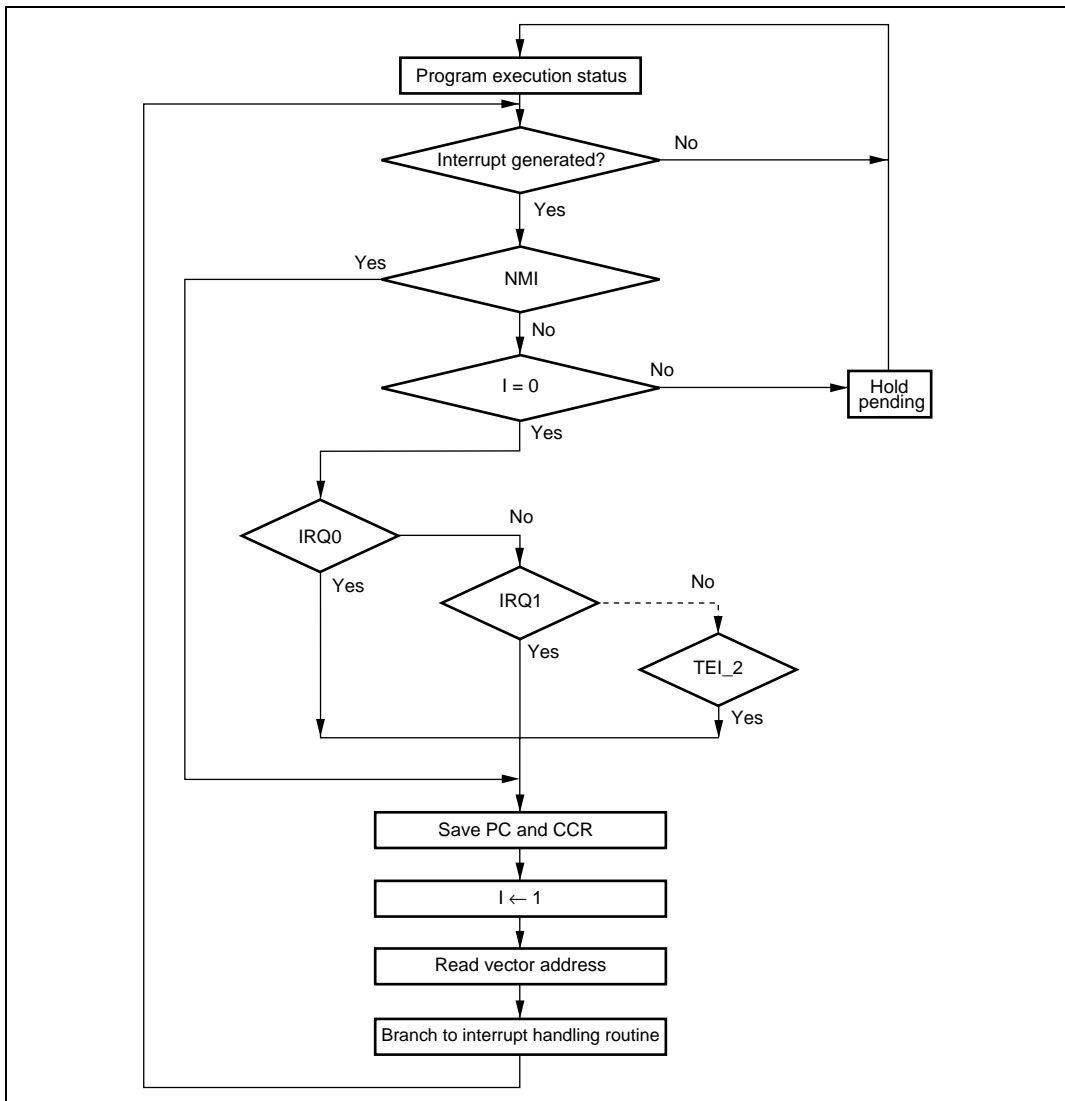 Program execution status
Interrupt generated?
No
Yes
Yes
NMI
No
I = 0
No
Hold
pending
Yes
IRQ0
No
Yes
IRQ1
No
Yes
TEI_2
Yes
Save PC and CCR
I ← 1
Read vector address
Branch to interrupt handling routine